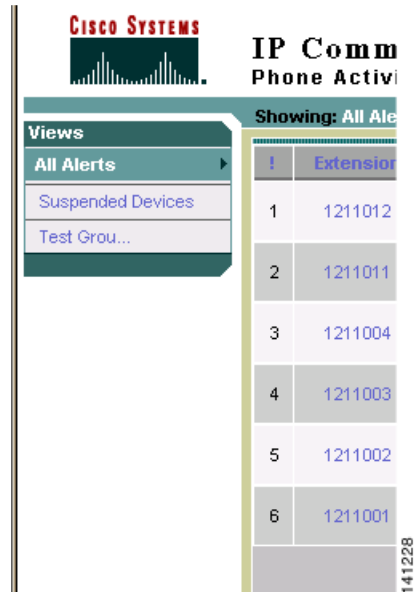 CISCO SYSTEMS
IP Comm
Phone Activi
Showing: All Ale
Views
All Alerts
Suspended Devices
Test Grou...
! Extension
1 1211012
2 1211011
3 1211004
4 1211003
5 1211002
6 1211001
141228